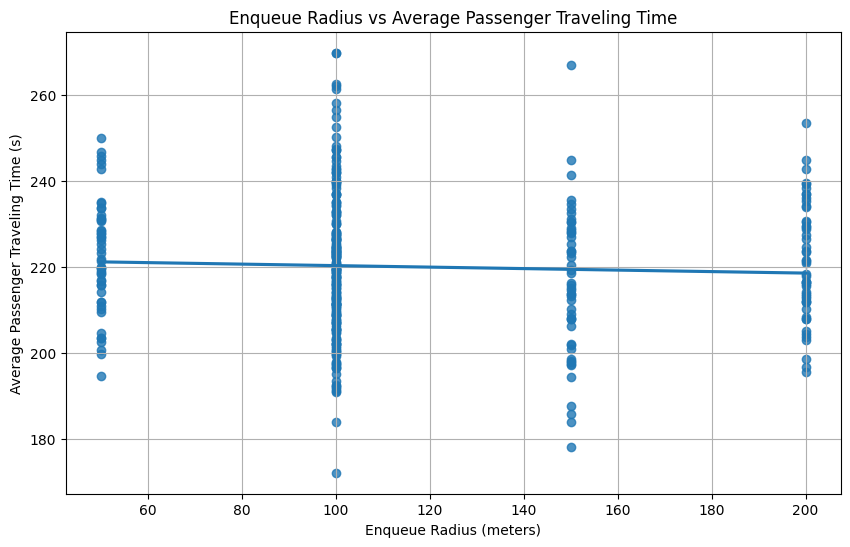 Enqueue Radius vs Average Passenger Traveling Time
Average Passenger Traveling Time (s)
260
240
220
200
180
60 80 100 120 140 160 180 200
Enqueue Radius (meters)